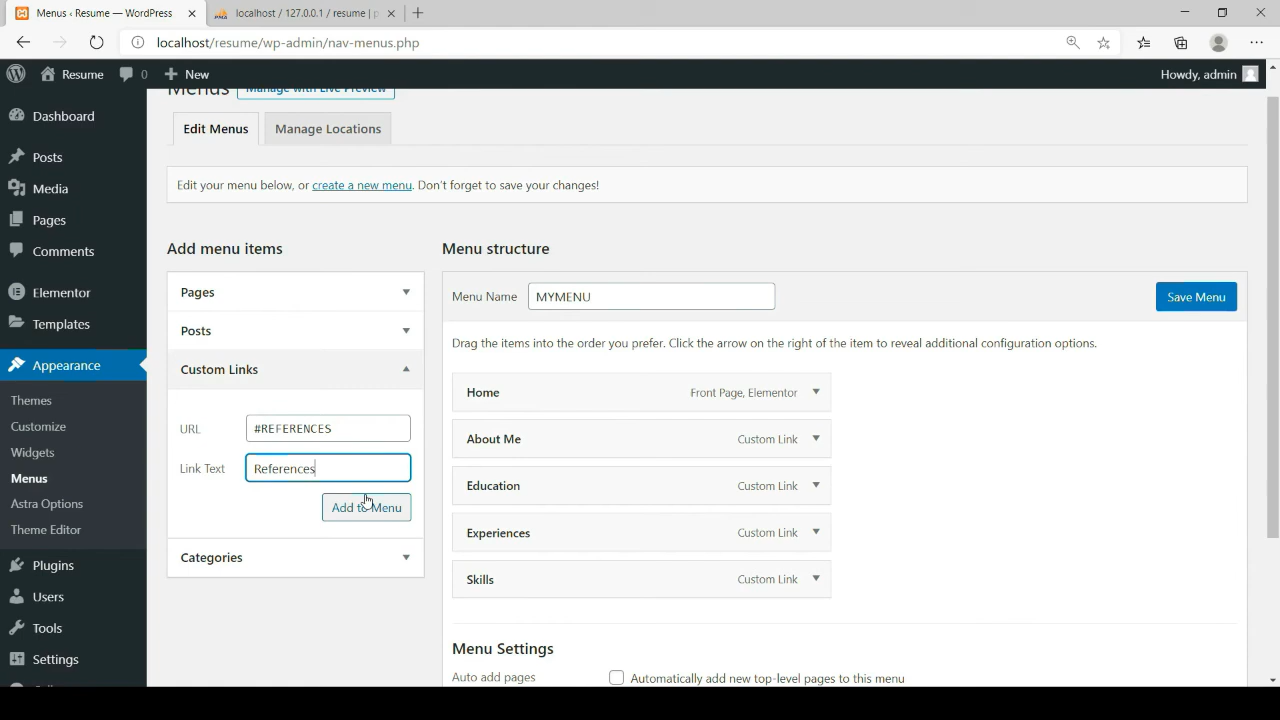 Menus ‹ Resume — WordPress
localhost / 127.0.0.1 / resume | p
localhost/resume/wp-admin/nav-menus.php
Resume
0
New
Howdy, admin
Dashboard
Posts
Media
Pages
Comments
Elementor
Templates
Appearance
Themes
Customize
Widgets
Menus
Astra Options
Theme Editor
Plugins
Users
Tools
Settings
Menus
Manage with Live Preview
Edit Menus
Manage Locations
Edit your menu below, or create a new menu. Don't forget to save your changes!
Add menu items
Pages
Posts
Custom Links
URL
#REFERENCES
Link Text
References
Add to Menu
Categories
Menu structure
Menu Name
MYMENU
Save Menu
Drag the items into the order you prefer. Click the arrow on the right of the item to reveal additional configuration options.
Home
Front Page, Elementor
About Me
Custom Link
Education
Custom Link
Experiences
Custom Link
Skills
Custom Link
Menu Settings
Auto add pages
Automatically add new top-level pages to this menu